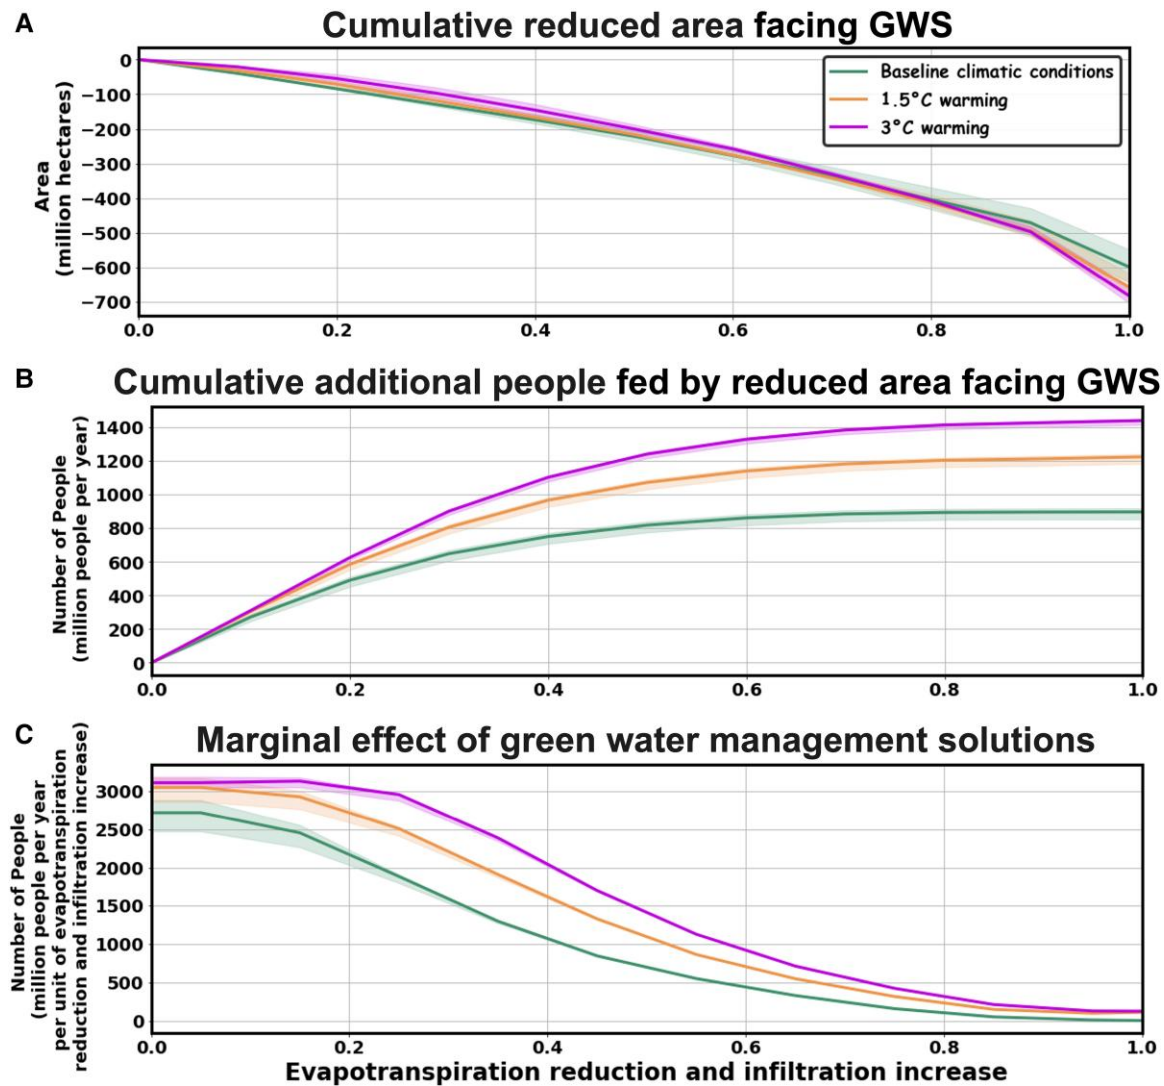 A
Cumulative reduced area facing GWS
Area
(million hectares)
0
−100
−200
−300
−400
−500
−600
−700
Baseline climatic conditions
1.5°C warming
3°C warming
0.0 0.2 0.4 0.6 0.8 1.0
B
Cumulative additional people fed by reduced area facing GWS
Number of People
(million people per year)
1400
1200
1000
800
600
400
200
0
0.0 0.2 0.4 0.6 0.8 1.0
C
Marginal effect of green water management solutions
Number of People
(million people per year
per unit of evapotranspiration
reduction and infiltration increase)
3000
2500
2000
1500
1000
500
0
0.0 0.2 0.4 0.6 0.8 1.0
Evapotranspiration reduction and infiltration increase